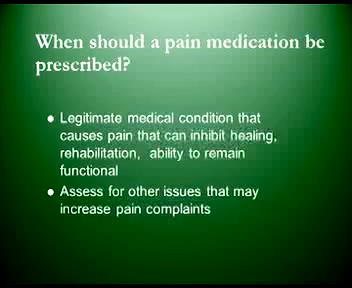 When should a pain medication be
prescribed?
Legitimate medical condition that
causes pain that can inhibit healing,
rehabilitation, ability to remain
functional
Assess for other issues that may
increase pain complaints